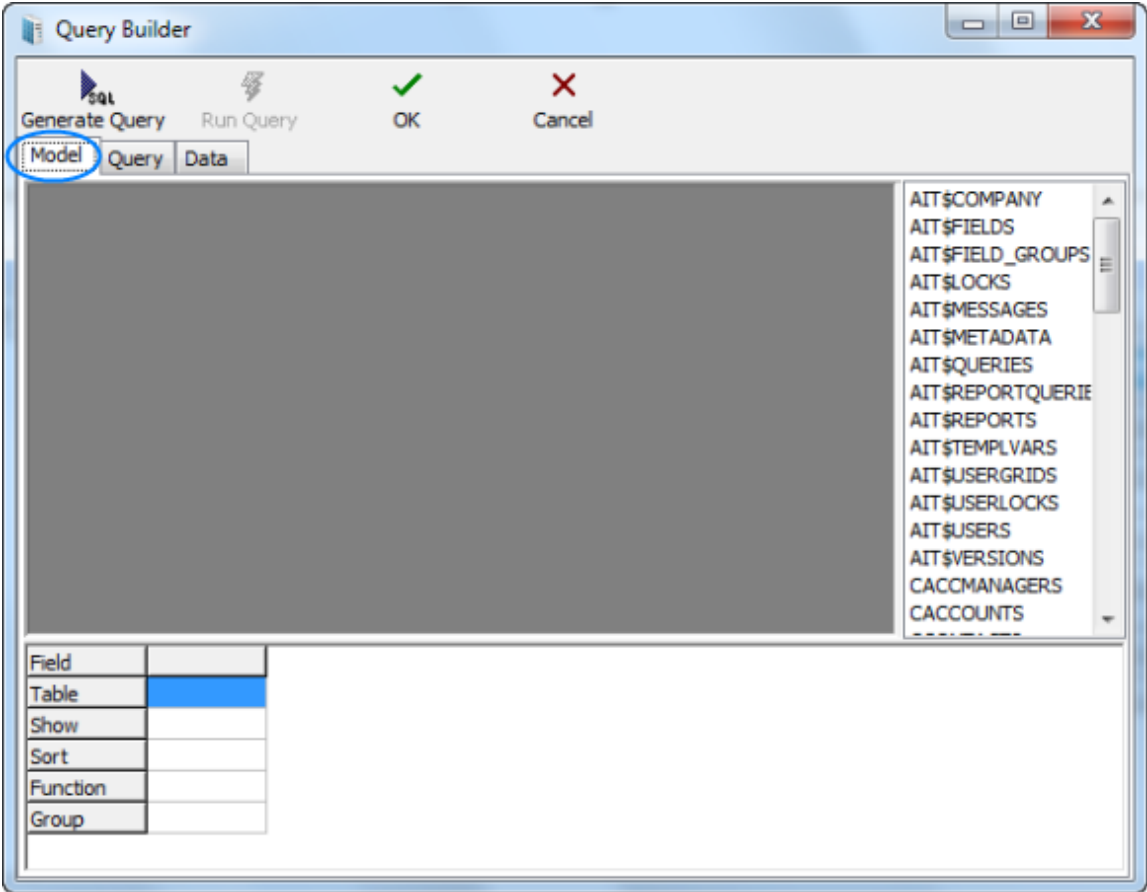 Query Builder
SQL
Generate Query Run Query OK Cancel
Model Query Data
AIT$COMPANY
AIT$FIELDS
AIT$FIELD_GROUPS
AIT$LOCKS
AIT$MESSAGES
AIT$METADATA
AIT$QUERIES
AIT$REPORTQUERIE
AIT$REPORTS
AIT$TEMPLVARS
AIT$USERGRIDS
AIT$USERLOCKS
AIT$USERS
AIT$VERSIONS
CACCMANAGERS
CACCOUNTS
Field
Table
Show
Sort
Function
Group